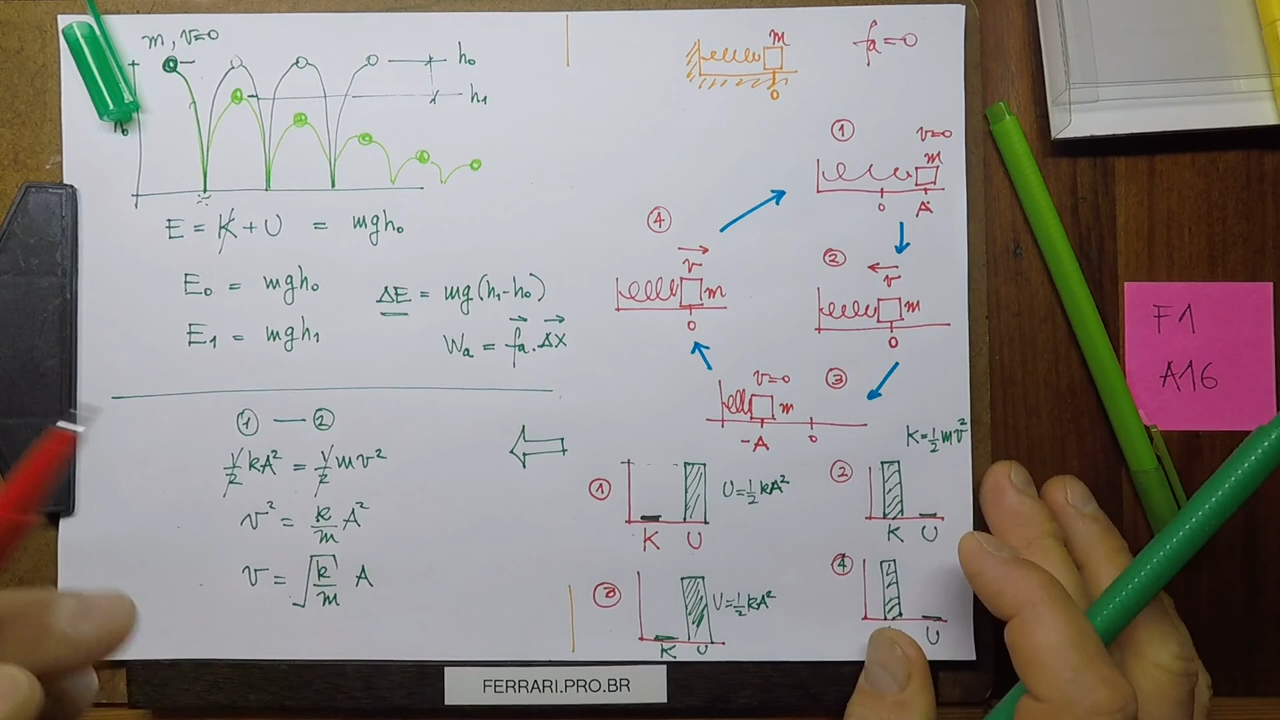 m, v=0
h₀
h₁
h₀
E = K + U = mgh₀
E₀ = mgh₀
ΔE = mg(h₁-h₀)
E₁ = mgh₁
Wₐ = fₐ . Δx
① — ②
½kA² = ½mv²
v² = k/m A²
v = √(k/m) A
m
fₐ=0
0
①
v=0
m
0
A
②
v
m
0
③
v=0
m
-A
0
④
v
m
0
①
U=½kA²
K
U
②
K=½mv²
K
U
③
U=½kA²
K
U
④
U
F1
A16
FERRARI.PRO.BR